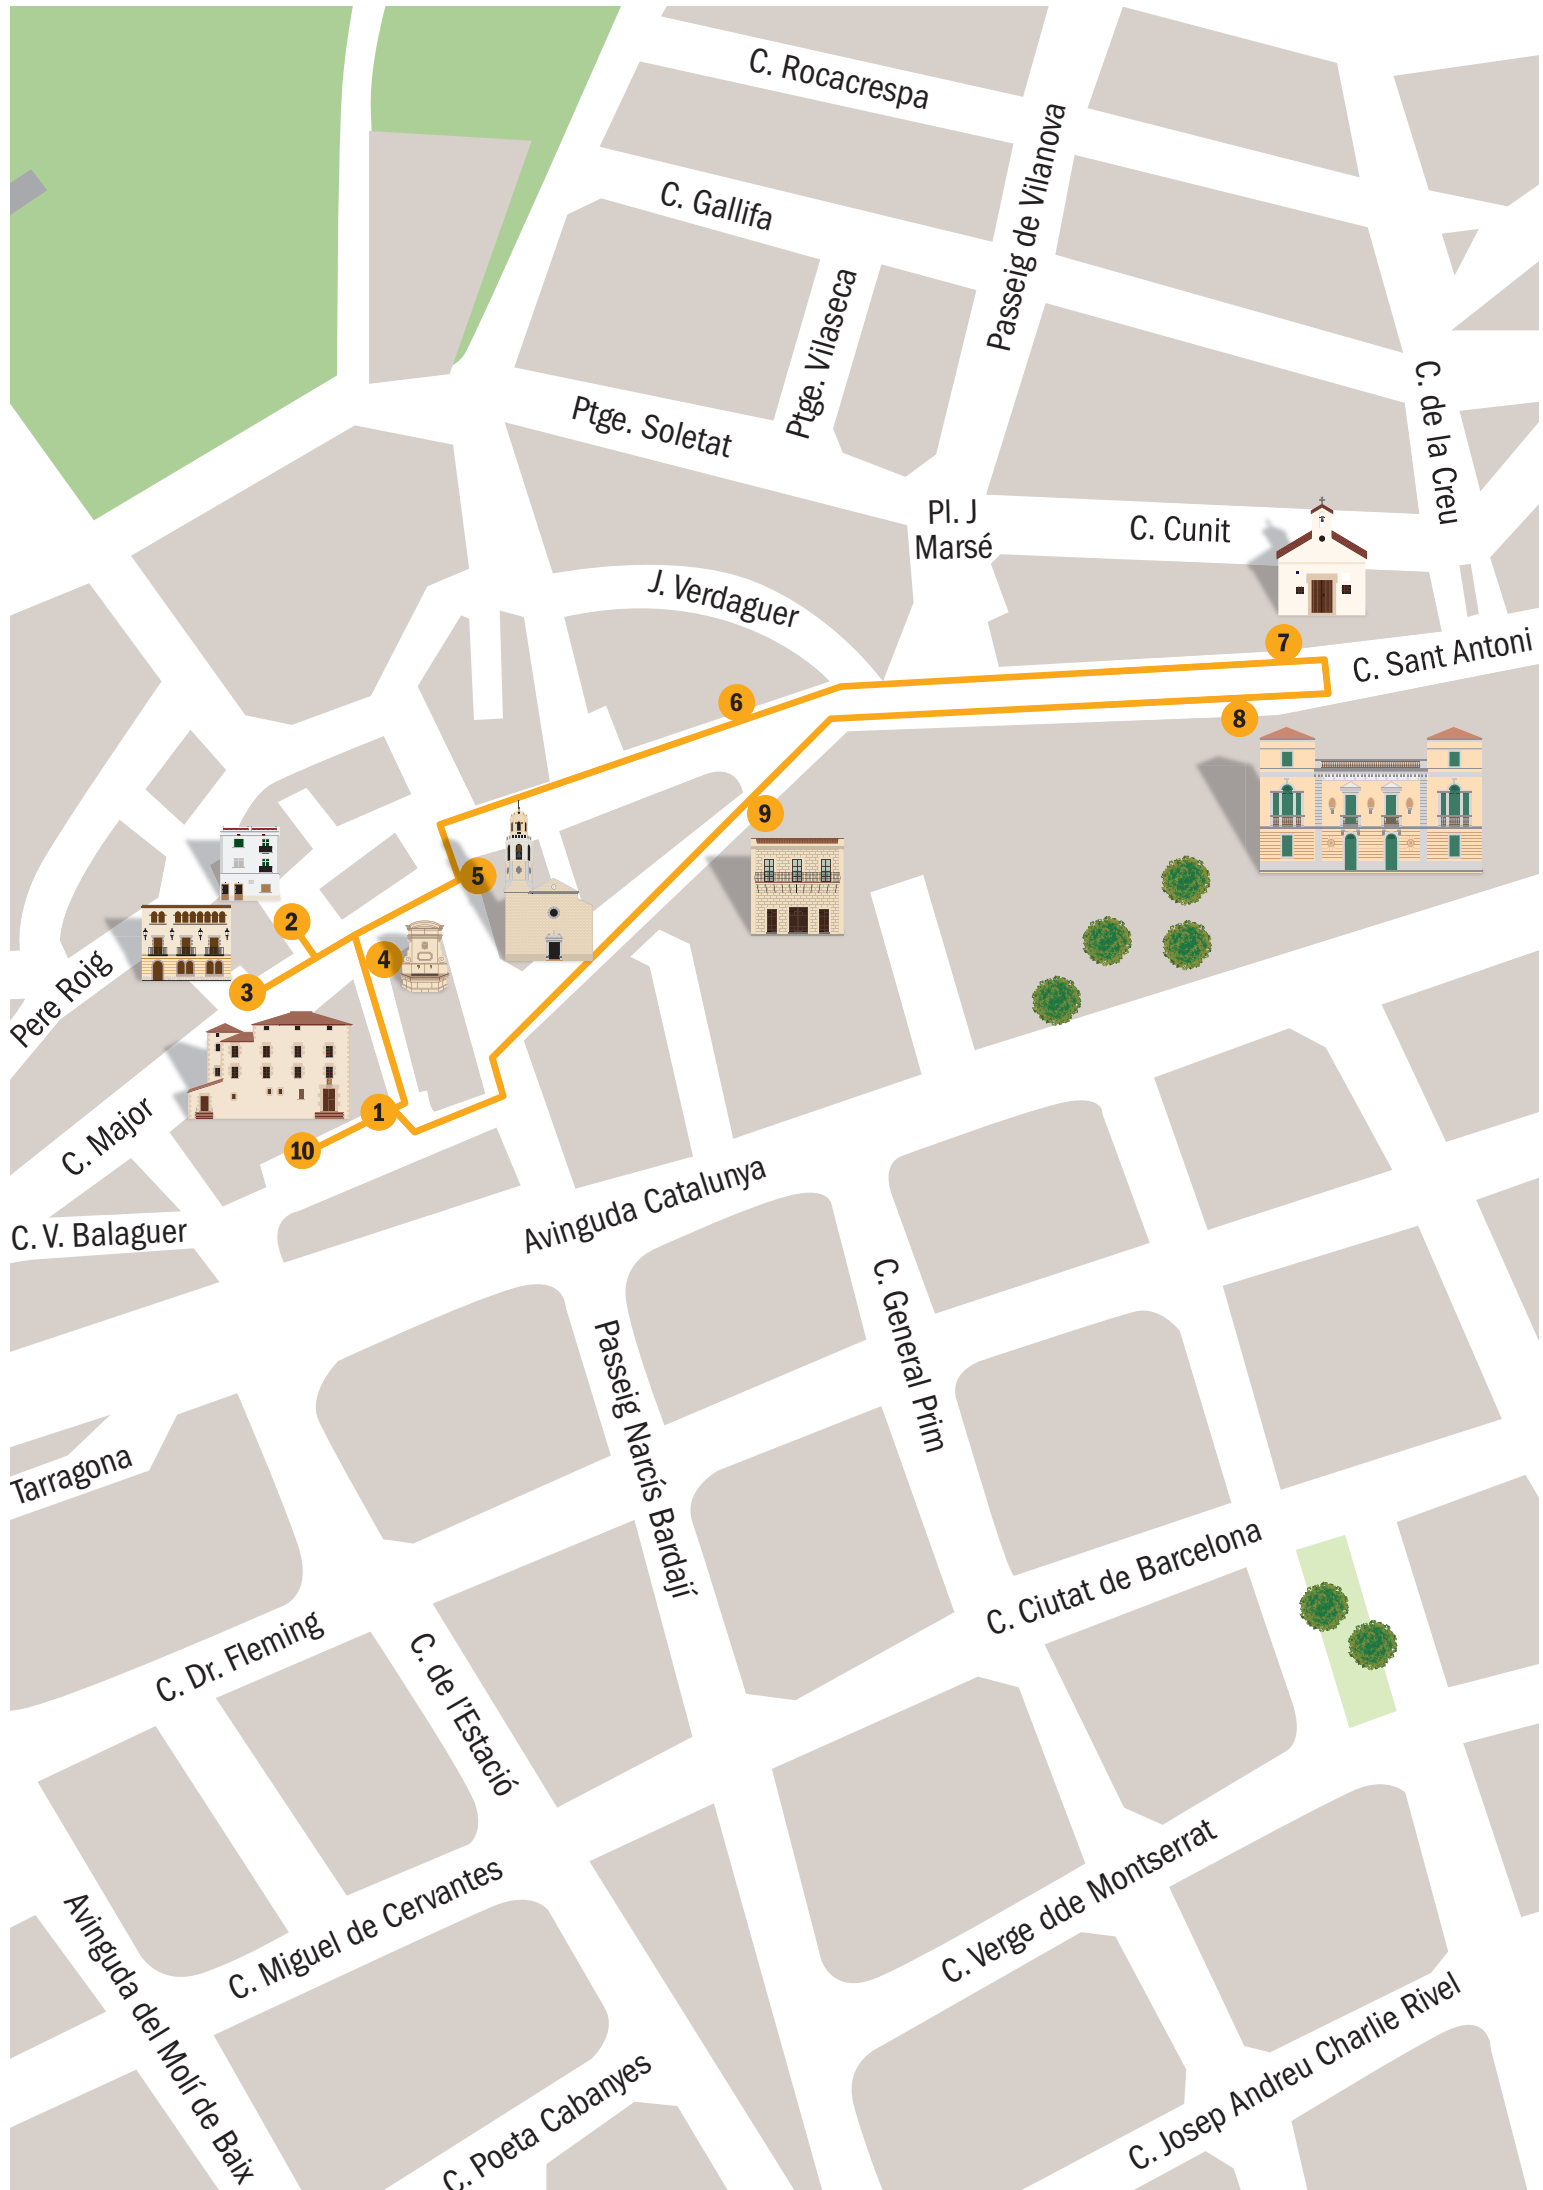 C. Rocacrespa
Passeig de Vilanova
C. Gallifa
Ptge. Vilaseca
Ptge. Soletat
C. de la Creu
Pl. J
Marsé
C. Cunit
J. Verdaguer
7
C. Sant Antoni
6
8
9
5
2
4
3
Pere Roig
1
10
C. Major
C. V. Balaguer
Avinguda Catalunya
C. General Prim
Passeig Narcís Bardají
Tarragona
C. Ciutat de Barcelona
C. Dr. Fleming
C. de l'Estació
C. Miguel de Cervantes
C. Verge dde Montserrat
Avinguda del Molí de Baix
C. Josep Andreu Charlie Rivel
C. Poeta Cabanyes